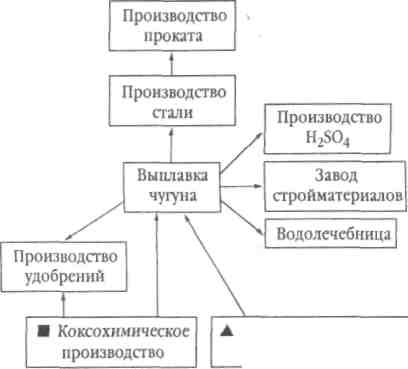 Производство
проката
Производство
стали
Производство
H₂SO₄
Выплавка
чугуна
Завод
стройматериалов
Водолечебница
Производство
удобрений
■ Коксохимическое
производство
▲